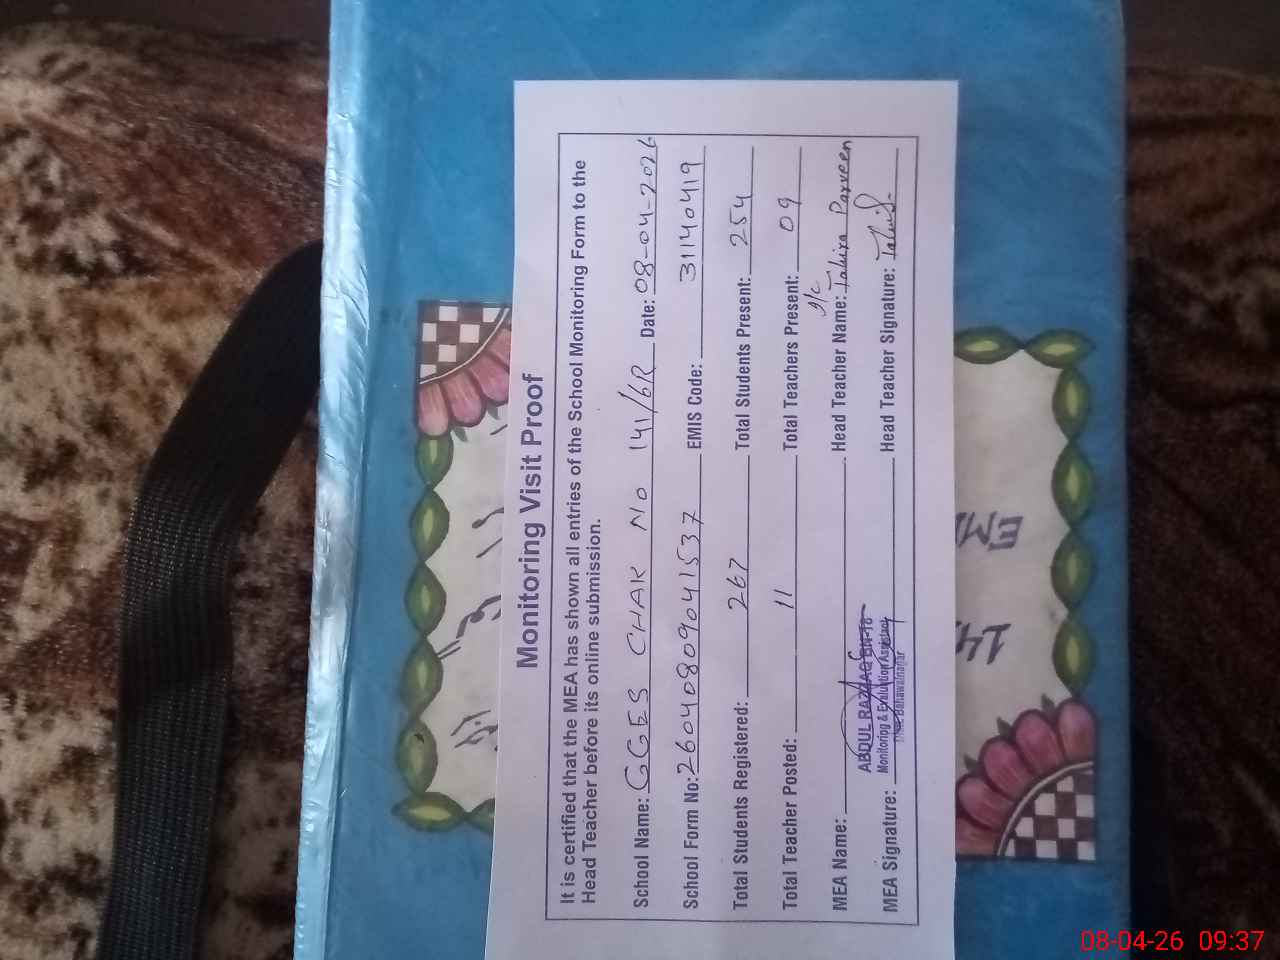 Monitoring Visit Proof
It is certified that the MEA has shown all entries of the School Monitoring Form to the
Head Teacher before its online submission.
School Name: GGES CHAK NO 141/6R Date: 08-04-2026
School Form No: 26040809041537 EMIS Code: 31140419
Total Students Registered: 267 Total Students Present: 254
Total Teacher Posted: 11 Total Teachers Present: 09
MEA Name: Head Teacher Name: I/C Tahira Parveen
ABDUL RAZZAQ BN-18
Monitoring & Evaluation Assistant
Bahawalnagar
MEA Signature: Head Teacher Signature:
08-04-26 09:37